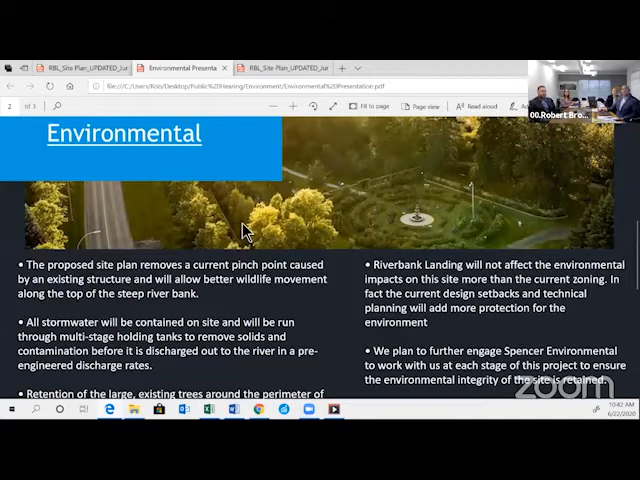 RBL_Site Plan_UPDATED_Jur
Environmental Presenta
RBL_Site Plan_UPDATED_Jur
file:///C:/Users/Rots/Desktop/Public%20Hearing/Environment/Environmental%20Presentation.pdf
2 of 3
Fit to page
Page view
Read aloud
00.Robert Bro...
Environmental
• The proposed site plan removes a current pinch point caused
by an existing structure and will allow better wildlife movement
along the top of the steep river bank.
• All stormwater will be contained on site and will be run
through multi-stage holding tanks to remove solids and
contamination before it is discharged out to the river in a pre-
engineered discharge rates.
• Retention of the large, existing trees around the perimeter of
• Riverbank Landing will not affect the environmental
impacts on this site more than the current zoning. In
fact the current design setbacks and technical
planning will add more protection for the
environment
• We plan to further engage Spencer Environmental
to work with us at each stage of this project to ensure
the environmental integrity of the site is retained.
zoom
10:42 AM
6/22/2020